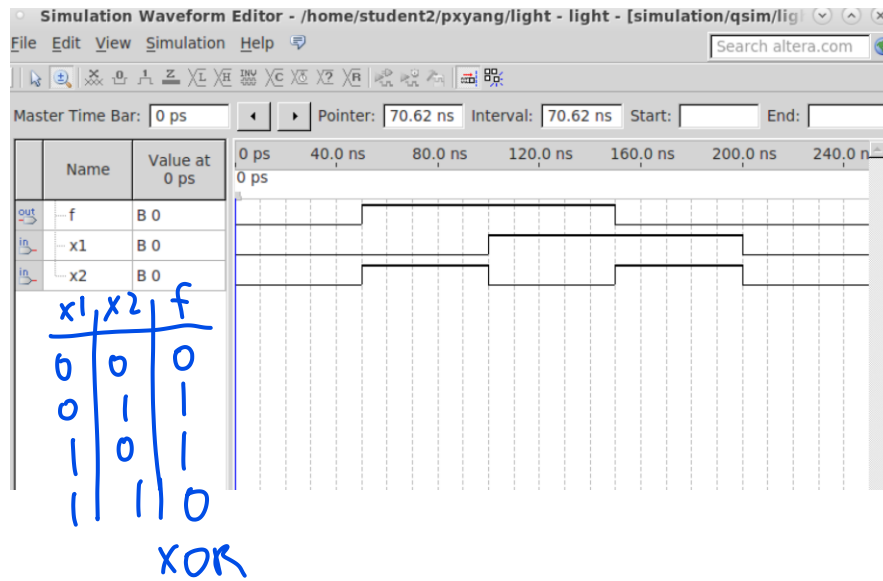 Simulation Waveform Editor - /home/student2/pxyang/light - light - [simulation/qsim/lig
File Edit View Simulation Help
Search altera.com
Master Time Bar: 0 ps Pointer: 70.62 ns Interval: 70.62 ns Start: End:
Name Value at 0 ps 0 ps 40.0 ns 80.0 ns 120.0 ns 160.0 ns 200.0 ns 240.0 n
0 ps
out f B 0
in x1 B 0
in x2 B 0
x1 x2 f
0 0 0
0 1 1
1 0 1
1 1 0
XOR